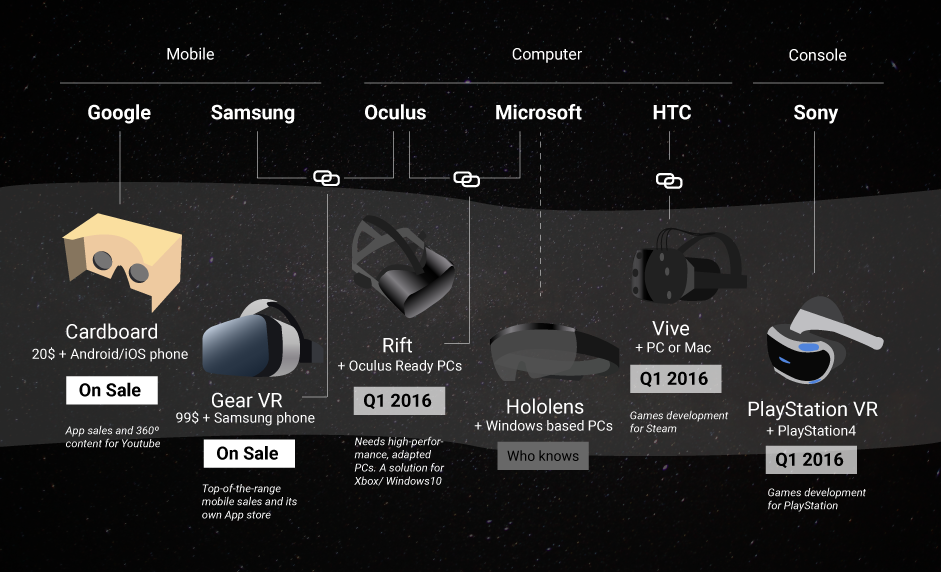 Mobile
Computer
Console
Google
Samsung
Oculus
Microsoft
HTC
Sony
Cardboard
20$ + Android/iOS phone
On Sale
App sales and 360º
content for Youtube
Gear VR
99$ + Samsung phone
On Sale
Top-of-the-range
mobile sales and its
own App store
Rift
+ Oculus Ready PCs
Q1 2016
Needs high-perfor-
mance, adapted
PCs. A solution for
Xbox/ Windows10
Hololens
+ Windows based PCs
Who knows
Vive
+ PC or Mac
Q1 2016
Games development
for Steam
PlayStation VR
+ PlayStation4
Q1 2016
Games development
for PlayStation